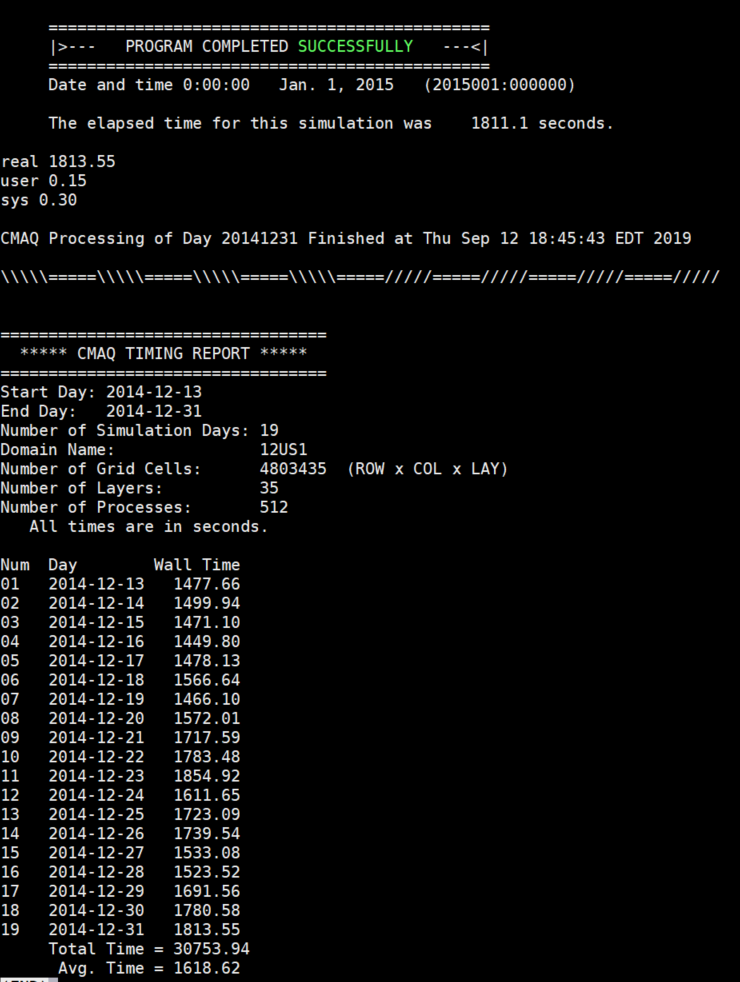 ==============================================
|>---   PROGRAM COMPLETED SUCCESSFULLY   ---<|
==============================================
Date and time 0:00:00   Jan. 1, 2015   (2015001:000000)
The elapsed time for this simulation was    1811.1 seconds.
real 1813.55
user 0.15
sys 0.30
CMAQ Processing of Day 20141231 Finished at Thu Sep 12 18:45:43 EDT 2019
\\\\\=====\\\\\=====\\\\\=====\\\\\=====/////=====/////=====/////=====/////
==================================
***** CMAQ TIMING REPORT *****
==================================
Start Day: 2014-12-13
End Day:   2014-12-31
Number of Simulation Days: 19
Domain Name:               12US1
Number of Grid Cells:      4803435  (ROW x COL x LAY)
Number of Layers:          35
Number of Processes:       512
All times are in seconds.
Num  Day        Wall Time
01   2014-12-13   1477.66
02   2014-12-14   1499.94
03   2014-12-15   1471.10
04   2014-12-16   1449.80
05   2014-12-17   1478.13
06   2014-12-18   1566.64
07   2014-12-19   1466.10
08   2014-12-20   1572.01
09   2014-12-21   1717.59
10   2014-12-22   1783.48
11   2014-12-23   1854.92
12   2014-12-24   1611.65
13   2014-12-25   1723.09
14   2014-12-26   1739.54
15   2014-12-27   1533.08
16   2014-12-28   1523.52
17   2014-12-29   1691.56
18   2014-12-30   1780.58
19   2014-12-31   1813.55
Total Time = 30753.94
Avg. Time = 1618.62